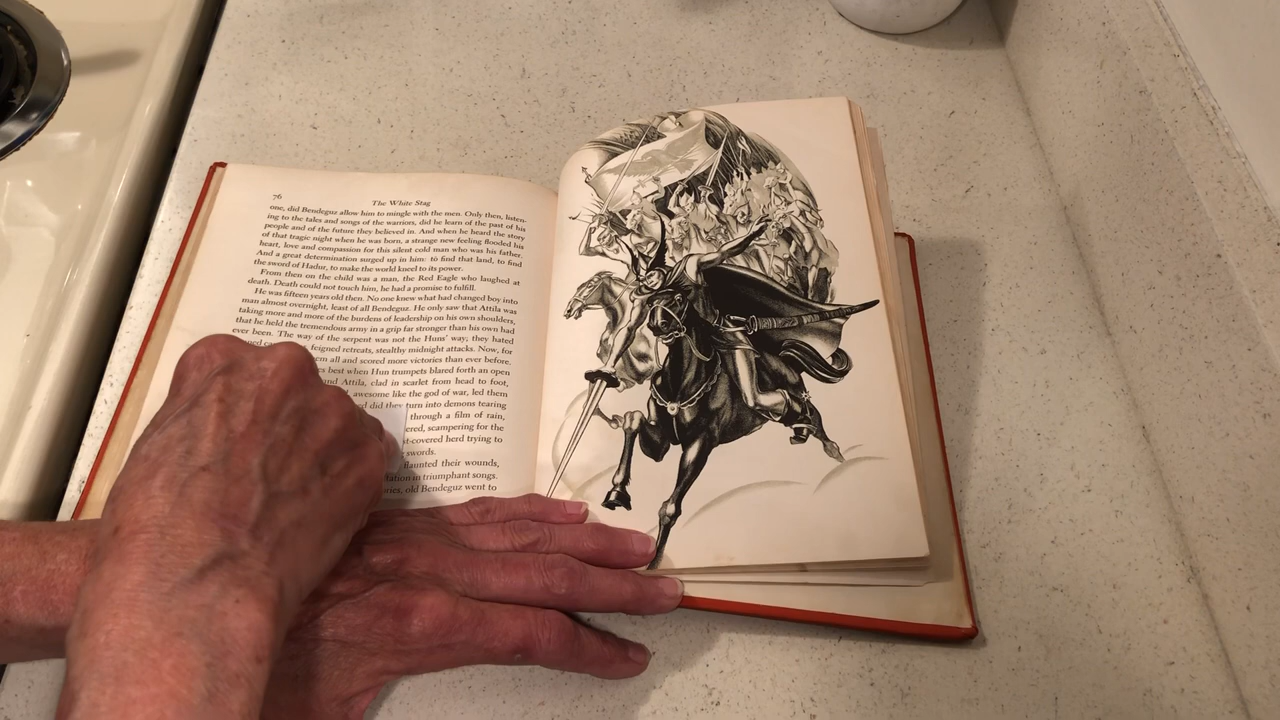 76
The White Stag
one, did Bendeguz allow him to mingle with the men. Only then, listen-
ing to the tales and songs of the warriors, did he learn of the past of his
people and of the future they believed in. And when he heard the story
of that tragic night when he was born, a strange new feeling flooded his
heart, love and compassion for this silent cold man who was his father.
And a great determination surged up in him: to find that land, to find
the sword of Hadur, to make the world kneel to its power.
From then on the child was a man, the Red Eagle who laughed at
death. Death could not touch him, he had a promise to fulfill.
He was fifteen years old then. No one knew what had changed boy into
man almost overnight, least of all Bendeguz. He only saw that Attila was
taking more and more of the burdens of leadership on his own shoulders,
that he held the tremendous army in a grip far stronger than his own had
ever been. The way of the serpent was not the Huns' way; they hated
feigned retreats, stealthy midnight attacks. Now, for
em all and scored more victories than ever before.
es best when Hun trumpets blared forth an open
and Attila, clad in scarlet from head to foot,
awesome like the god of war, led them
did they turn into demons tearing
through a film of rain,
ered, scampering for the
t-covered herd trying to
swords.
flaunted their wounds,
tation in triumphant songs.
ries, old Bendeguz went to